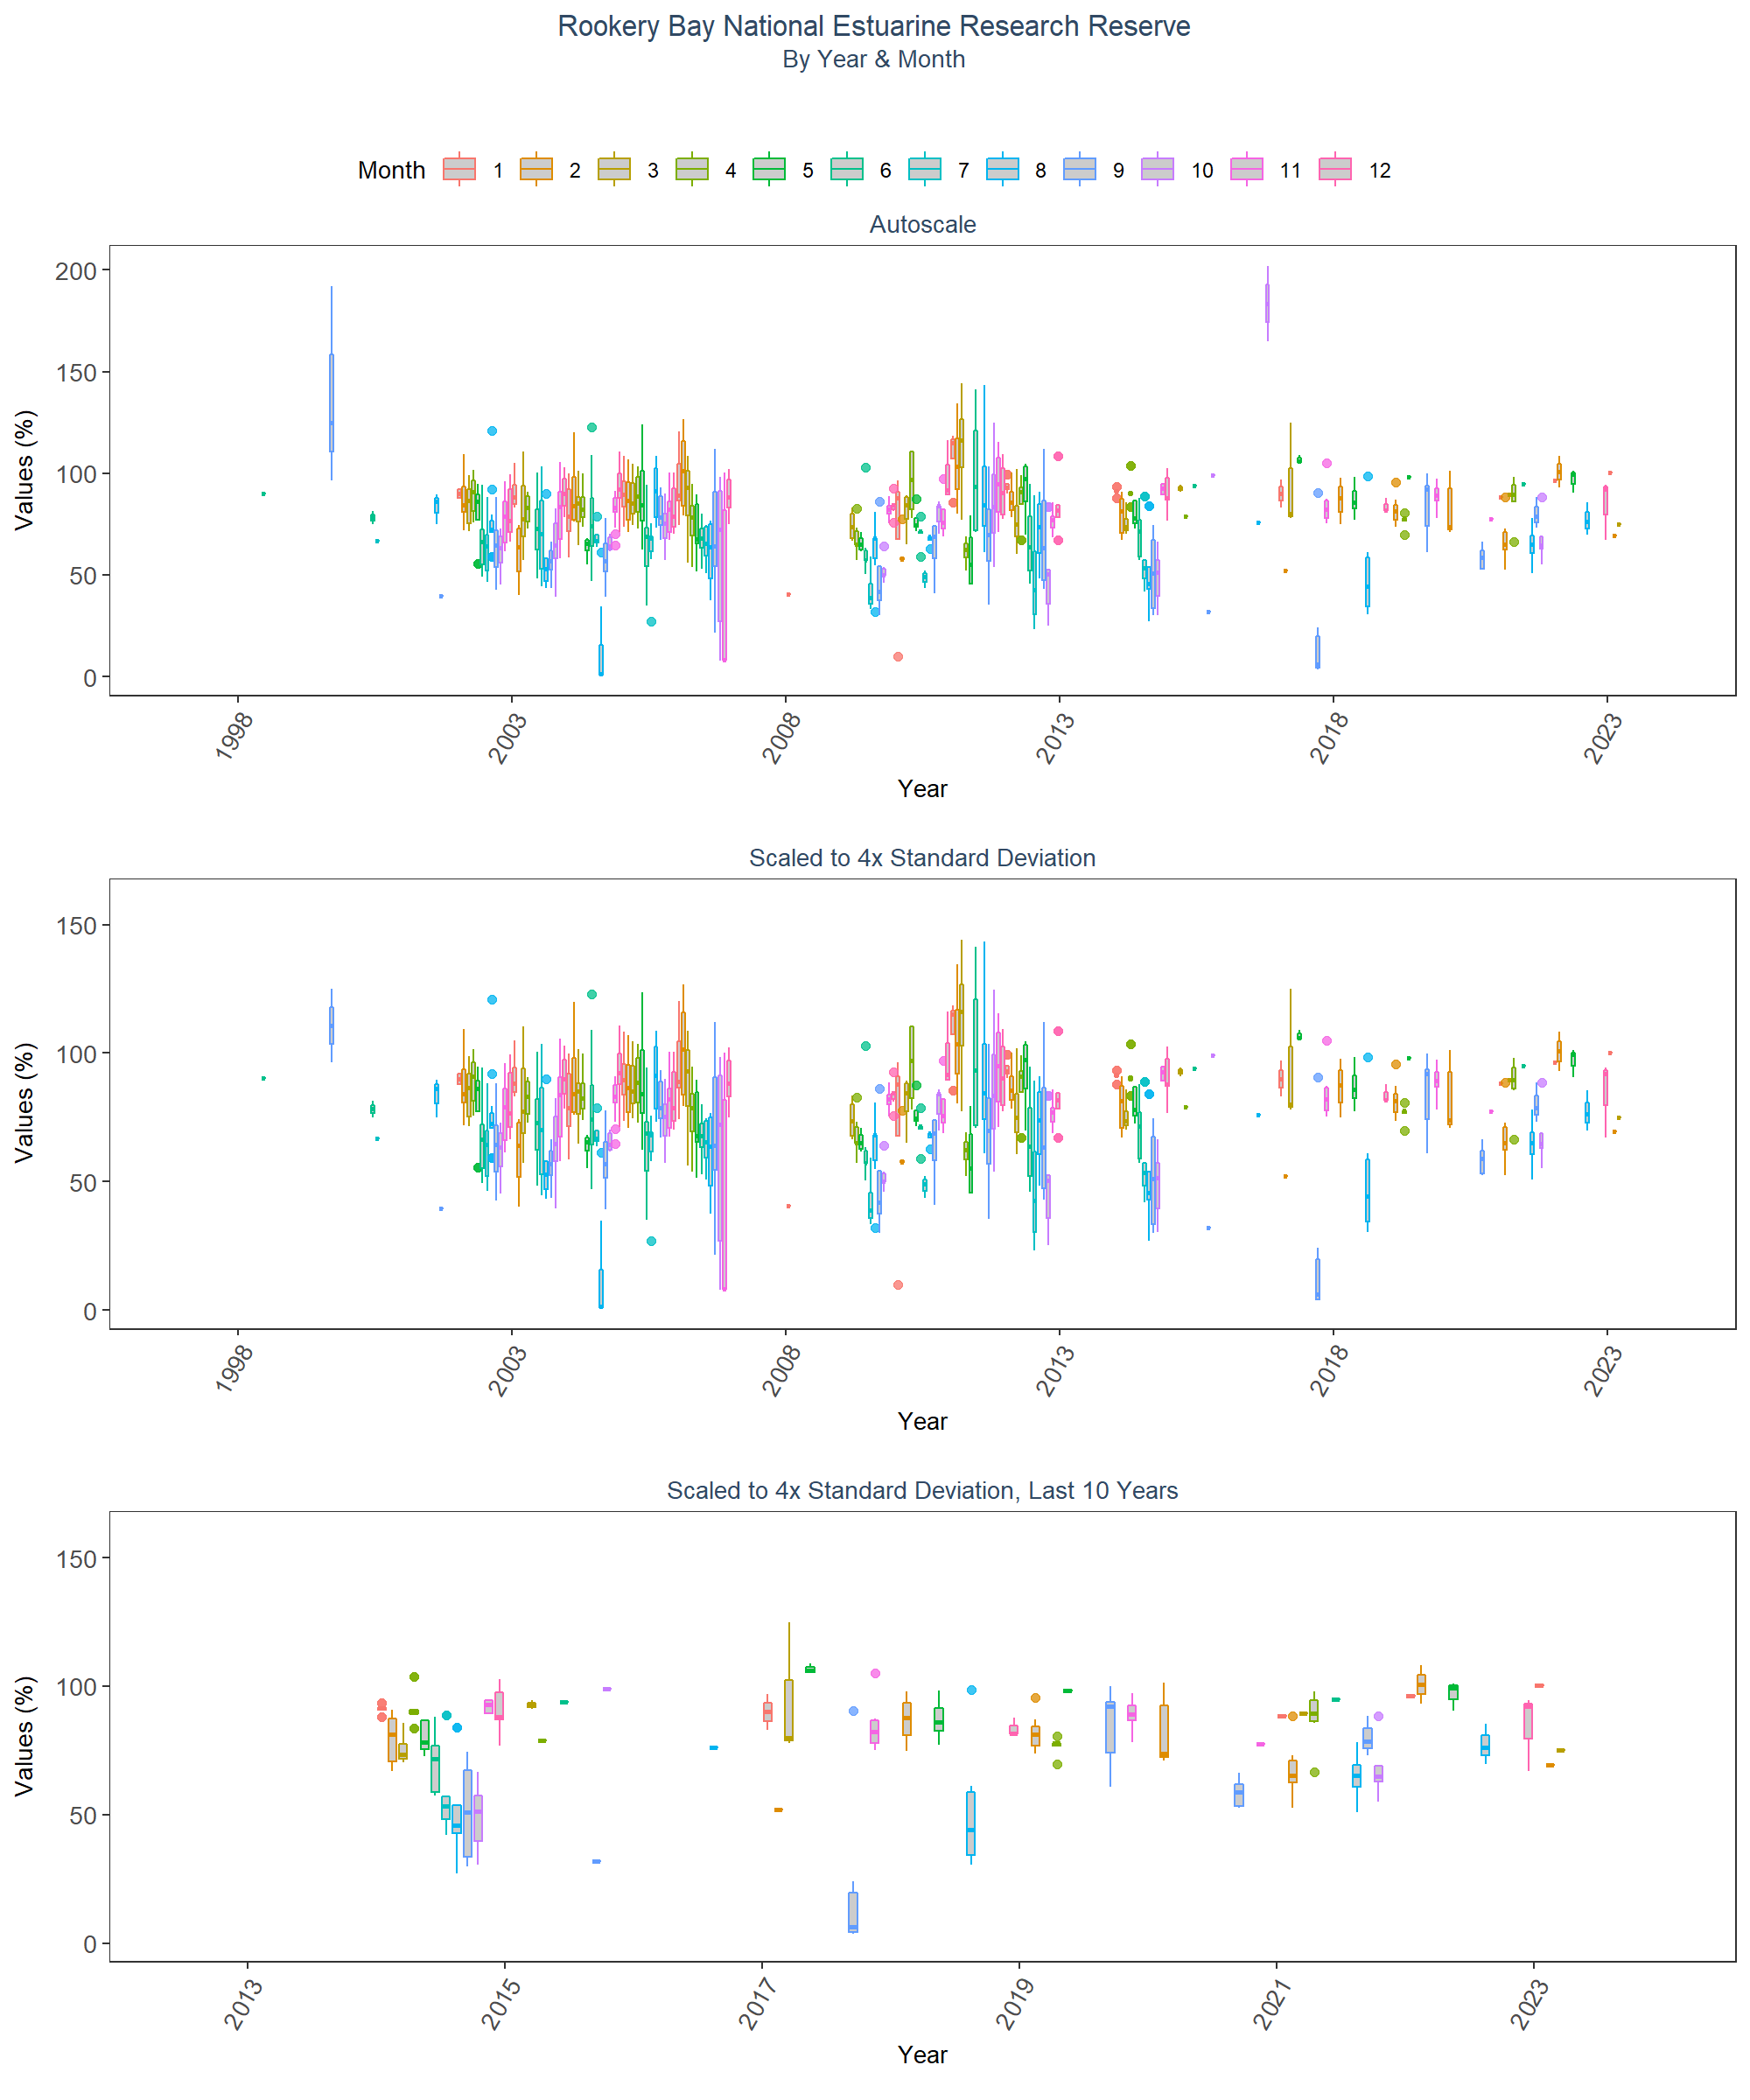 Rookery Bay National Estuarine Research Reserve
By Year & Month
Month 1 2 3 4 5 6 7 8 9 10 11 12
Autoscale
Values (%)
200
150
100
50
0
1998 2003 2008 2013 2018 2023
Year
Scaled to 4x Standard Deviation
Values (%)
150
100
50
0
1998 2003 2008 2013 2018 2023
Year
Scaled to 4x Standard Deviation, Last 10 Years
Values (%)
150
100
50
0
2013 2015 2017 2019 2021 2023
Year